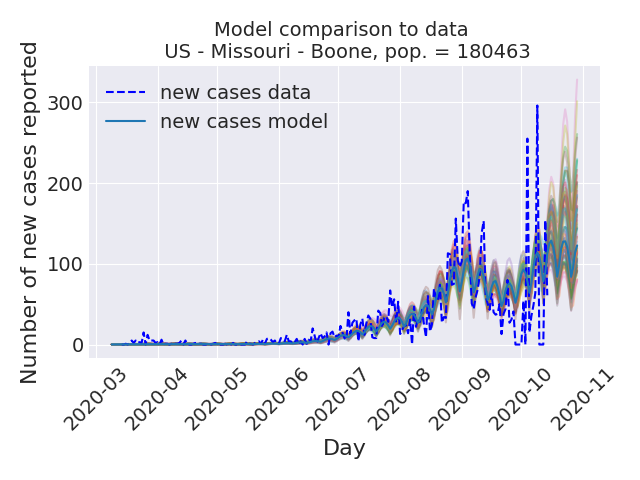 Model comparison to data
US - Missouri - Boone, pop. = 180463
new cases data
new cases model
Number of new cases reported
300
200
100
0
2020-03
2020-04
2020-05
2020-06
2020-07
2020-08
2020-09
2020-10
2020-11
Day